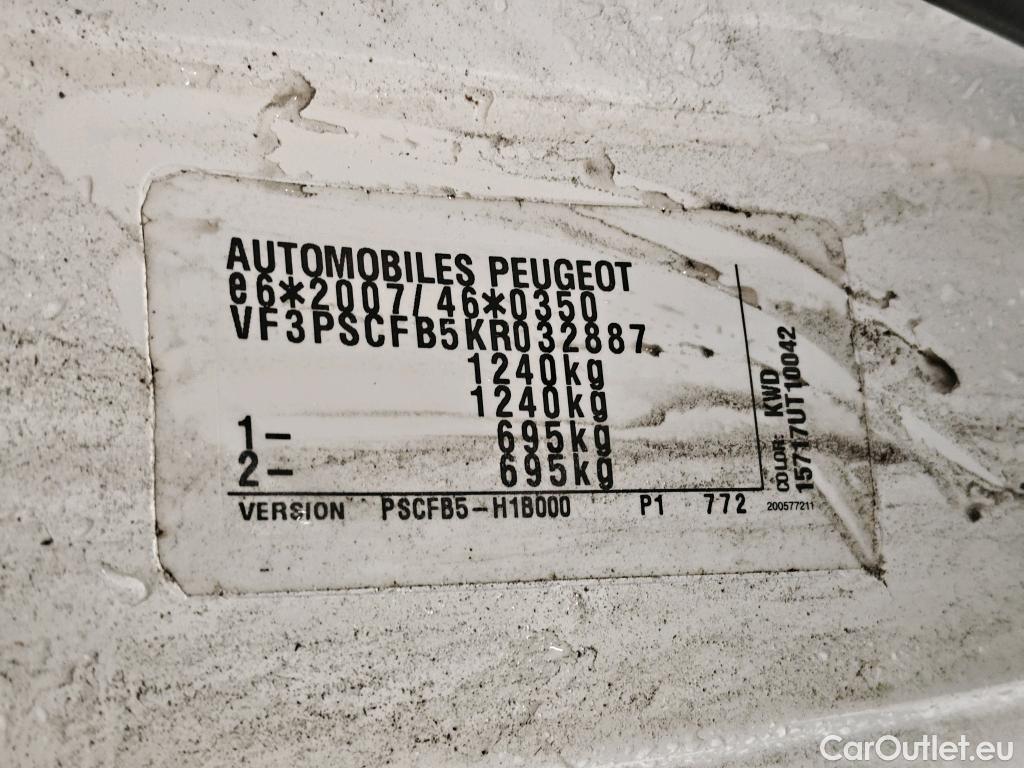 AUTOMOBILES PEUGEOT
e6*2007/46*0350
VF3PSCFB5KR032887
1240kg
1240kg
1- 695kg
2- 695kg
VERSION PSCFB5-H1B000 P1 772
COLOR: KWD
15717UT10042
200577211
CarOutlet.eu